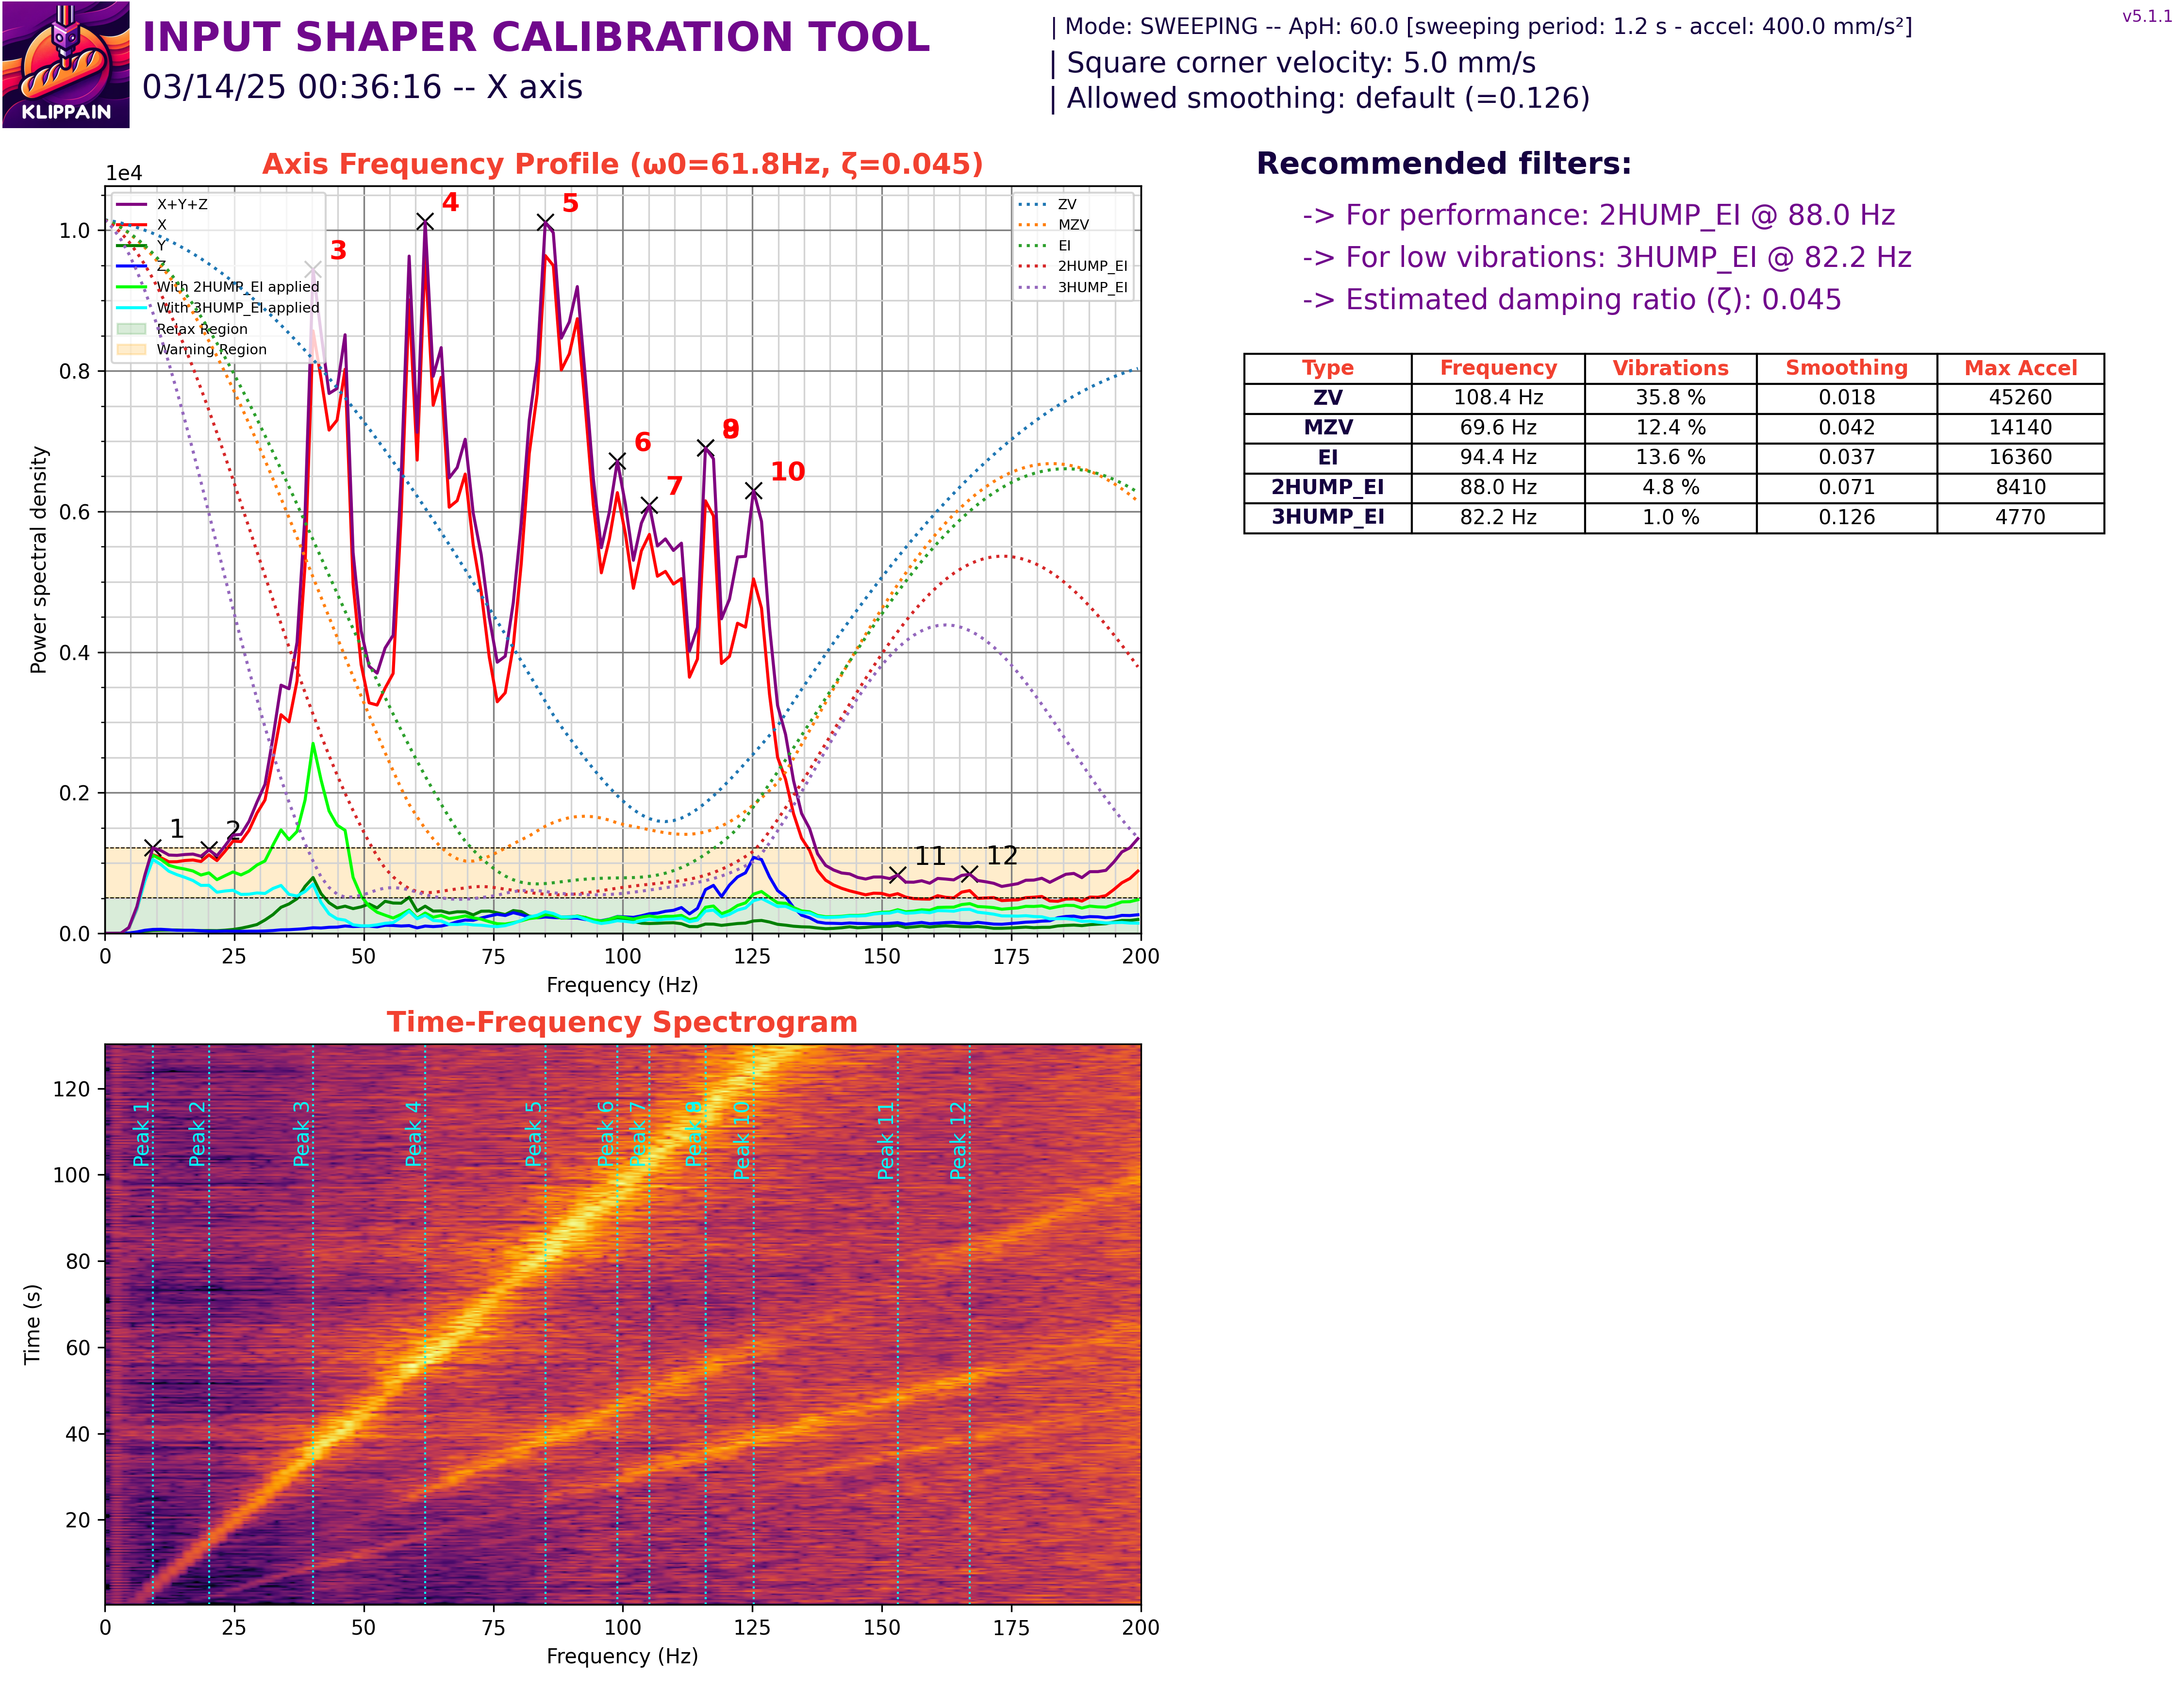 KLIPPAIN
INPUT SHAPER CALIBRATION TOOL
03/14/25 00:36:16 -- X axis
| Mode: SWEEPING -- ApH: 60.0 [sweeping period: 1.2 s - accel: 400.0 mm/s²]
| Square corner velocity: 5.0 mm/s
| Allowed smoothing: default (=0.126)
v5.1.1
Axis Frequency Profile (ω0=61.8Hz, ζ=0.045)
1e4
X+Y+Z
X
Y
Z
With 2HUMP_EI applied
With 3HUMP_EI applied
Relax Region
Warning Region
ZV
MZV
EI
2HUMP_EI
3HUMP_EI
1 2 3 4 5 6 7 8 9 10 11 12
Power spectral density
1.0
0.8
0.6
0.4
0.2
0.0
0 25 50 75 100 125 150 175 200
Frequency (Hz)
Recommended filters:
-> For performance: 2HUMP_EI @ 88.0 Hz
-> For low vibrations: 3HUMP_EI @ 82.2 Hz
-> Estimated damping ratio (ζ): 0.045
Type Frequency Vibrations Smoothing Max Accel
ZV 108.4 Hz 35.8 % 0.018 45260
MZV 69.6 Hz 12.4 % 0.042 14140
EI 94.4 Hz 13.6 % 0.037 16360
2HUMP_EI 88.0 Hz 4.8 % 0.071 8410
3HUMP_EI 82.2 Hz 1.0 % 0.126 4770
Time-Frequency Spectrogram
Peak 1
Peak 2
Peak 3
Peak 4
Peak 5
Peak 6
Peak 7
Peak 8
Peak 10
Peak 11
Peak 12
Time (s)
120
100
80
60
40
20
0 25 50 75 100 125 150 175 200
Frequency (Hz)